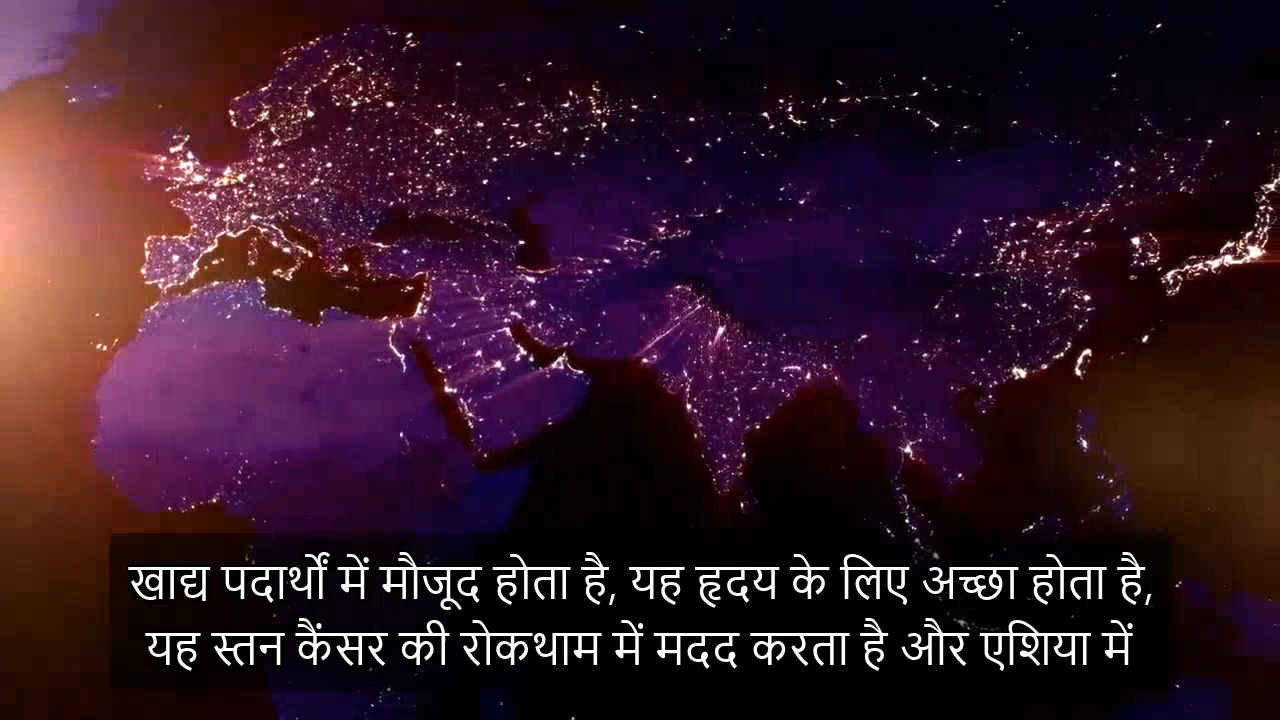 खाद्य पदार्थों में मौजूद होता है, यह हृदय के लिए अच्छा होता है,
यह स्तन कैंसर की रोकथाम में मदद करता है और एशिया में